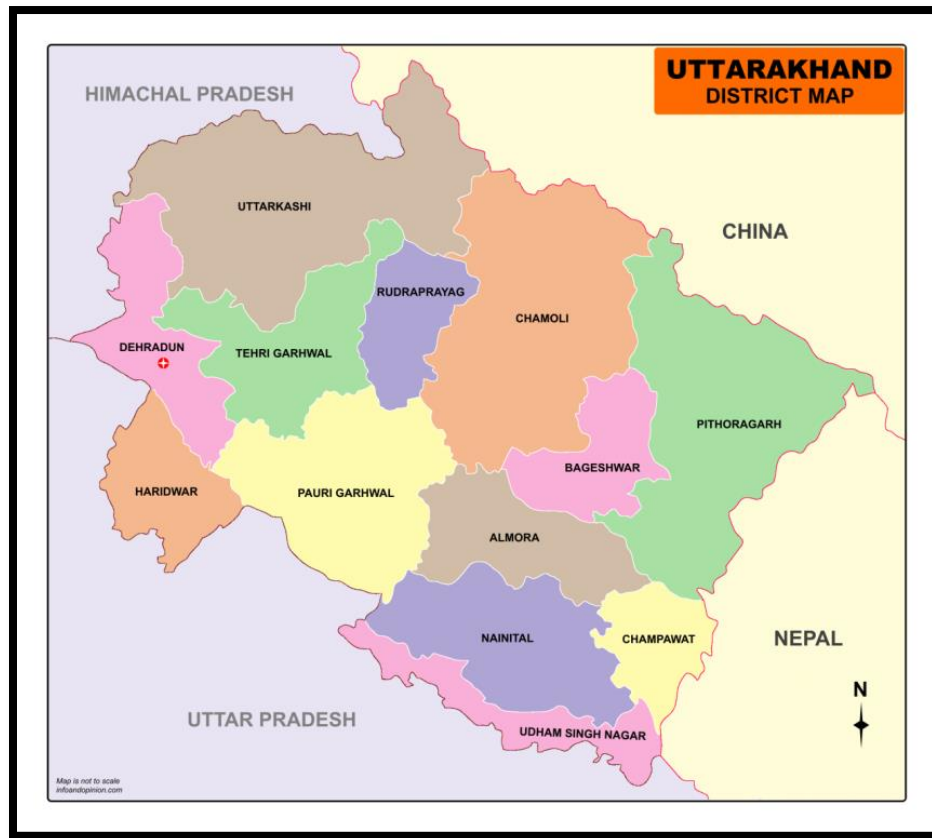 UTTARAKHAND
DISTRICT MAP
HIMACHAL PRADESH
UTTARKASHI
CHINA
RUDRAPRAYAG
CHAMOLI
DEHRADUN
TEHRI GARHWAL
PITHORAGARH
BAGESHWAR
HARIDWAR
PAURI GARHWAL
ALMORA
NAINITAL
CHAMPAWAT
NEPAL
N
UTTAR PRADESH
UDHAM SINGH NAGAR
Map is not to scale
infoandopinion.com